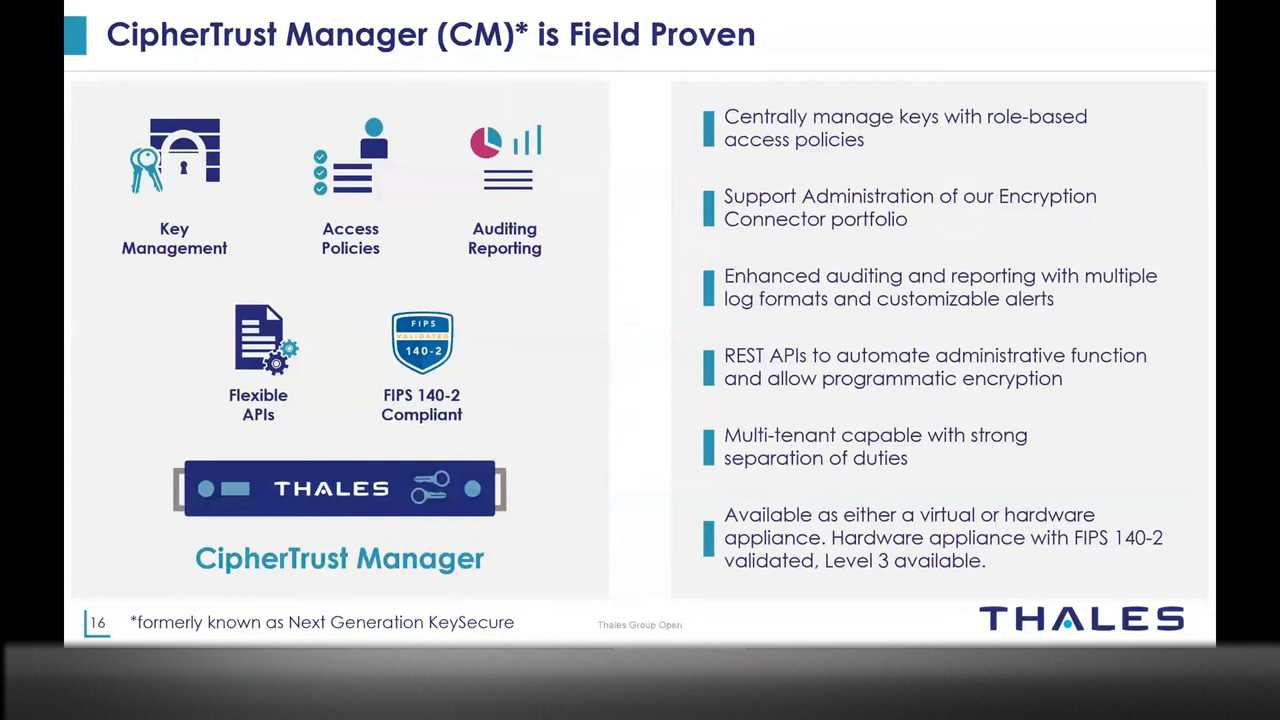 CipherTrust Manager (CM)* is Field Proven
Key
Management
Access
Policies
Auditing
Reporting
FIPS
VALIDATED
140-2
Flexible
APIs
FIPS 140-2
Compliant
THALES
CipherTrust Manager
Centrally manage keys with role-based
access policies
Support Administration of our Encryption
Connector portfolio
Enhanced auditing and reporting with multiple
log formats and customizable alerts
REST APIs to automate administrative function
and allow programmatic encryption
Multi-tenant capable with strong
separation of duties
Available as either a virtual or hardware
appliance. Hardware appliance with FIPS 140-2
validated, Level 3 available.
16
*formerly known as Next Generation KeySecure
Thales Group Open
THALES